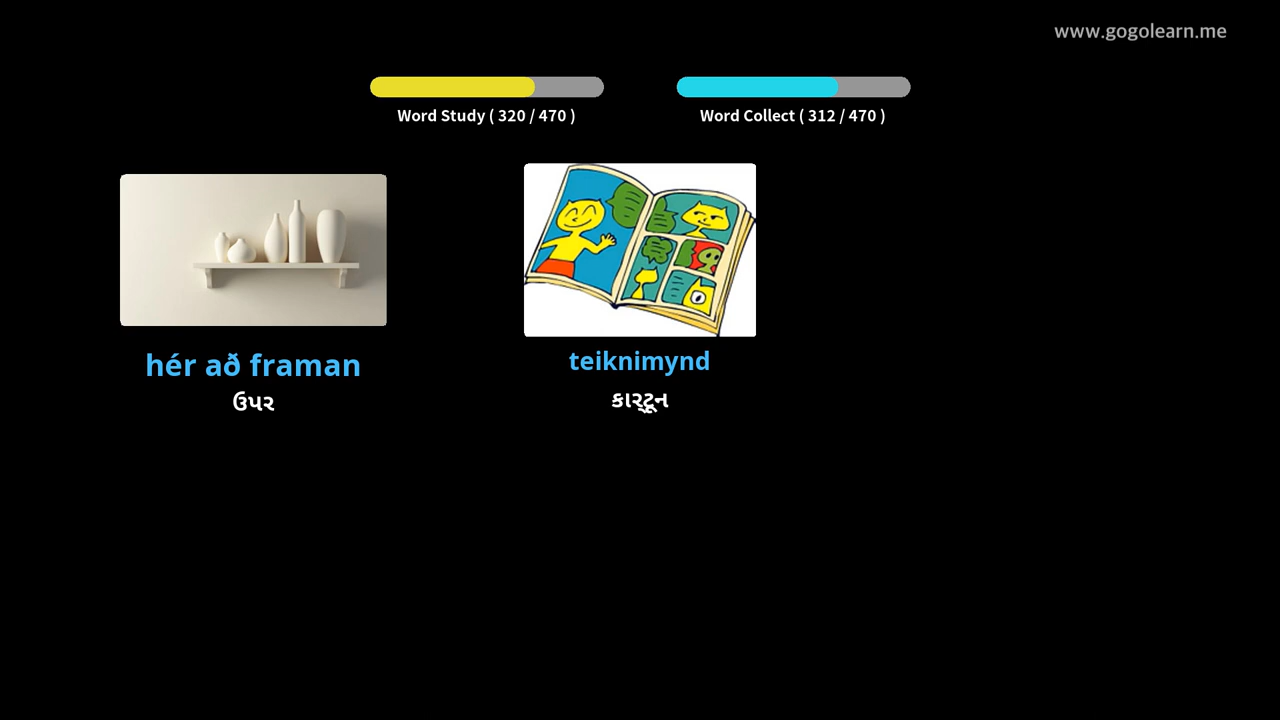 www.gogolearn.me
Word Study ( 320 / 470 )
Word Collect ( 312 / 470 )
hér að framan
ઉપર
teiknimynd
કાર્ટૂન